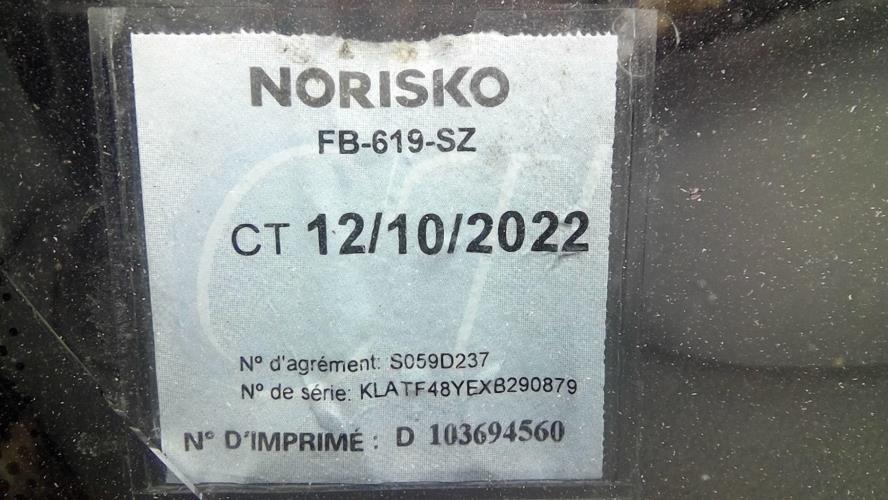 NORISKO
FB-619-SZ
CT 12/10/2022
N° d'agrément: S059D237
N° de série: KLATF48YEXB290879
N° D'IMPRIMÉ : D 103694560